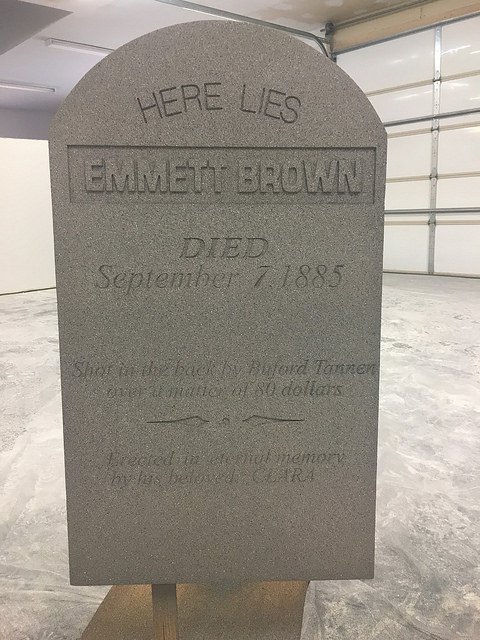 HERE LIES
EMMETT BROWN
DIED
September 7, 1885
Shot in the back by Buford Tannen
over a matter of 80 dollars
Erected in eternal memory
by his beloved CLARA